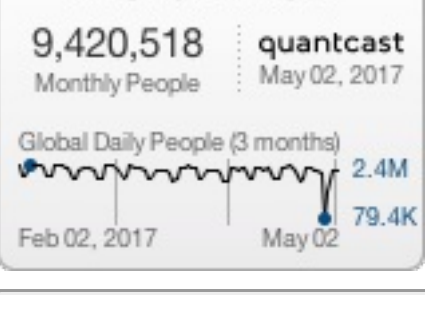 9,420,518
Monthly People
quantcast
May 02, 2017
Global Daily People (3 months)
2.4M
79.4K
Feb 02, 2017
May 02